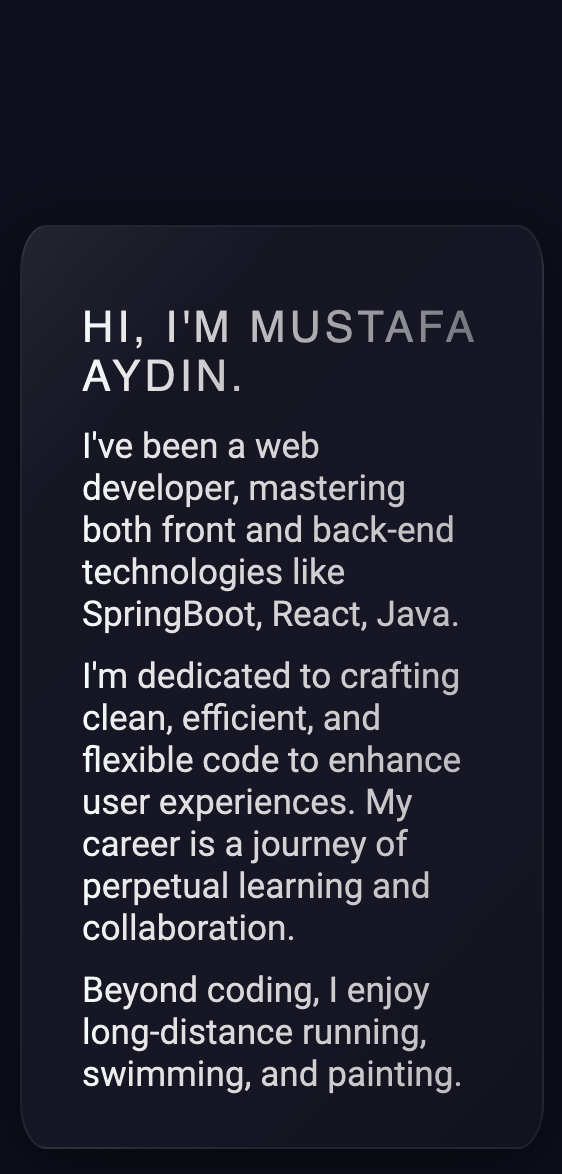 HI, I'M MUSTAFA
AYDIN.
I've been a web
developer, mastering
both front and back-end
technologies like
SpringBoot, React, Java.
I'm dedicated to crafting
clean, efficient, and
flexible code to enhance
user experiences. My
career is a journey of
perpetual learning and
collaboration.
Beyond coding, I enjoy
long-distance running,
swimming, and painting.